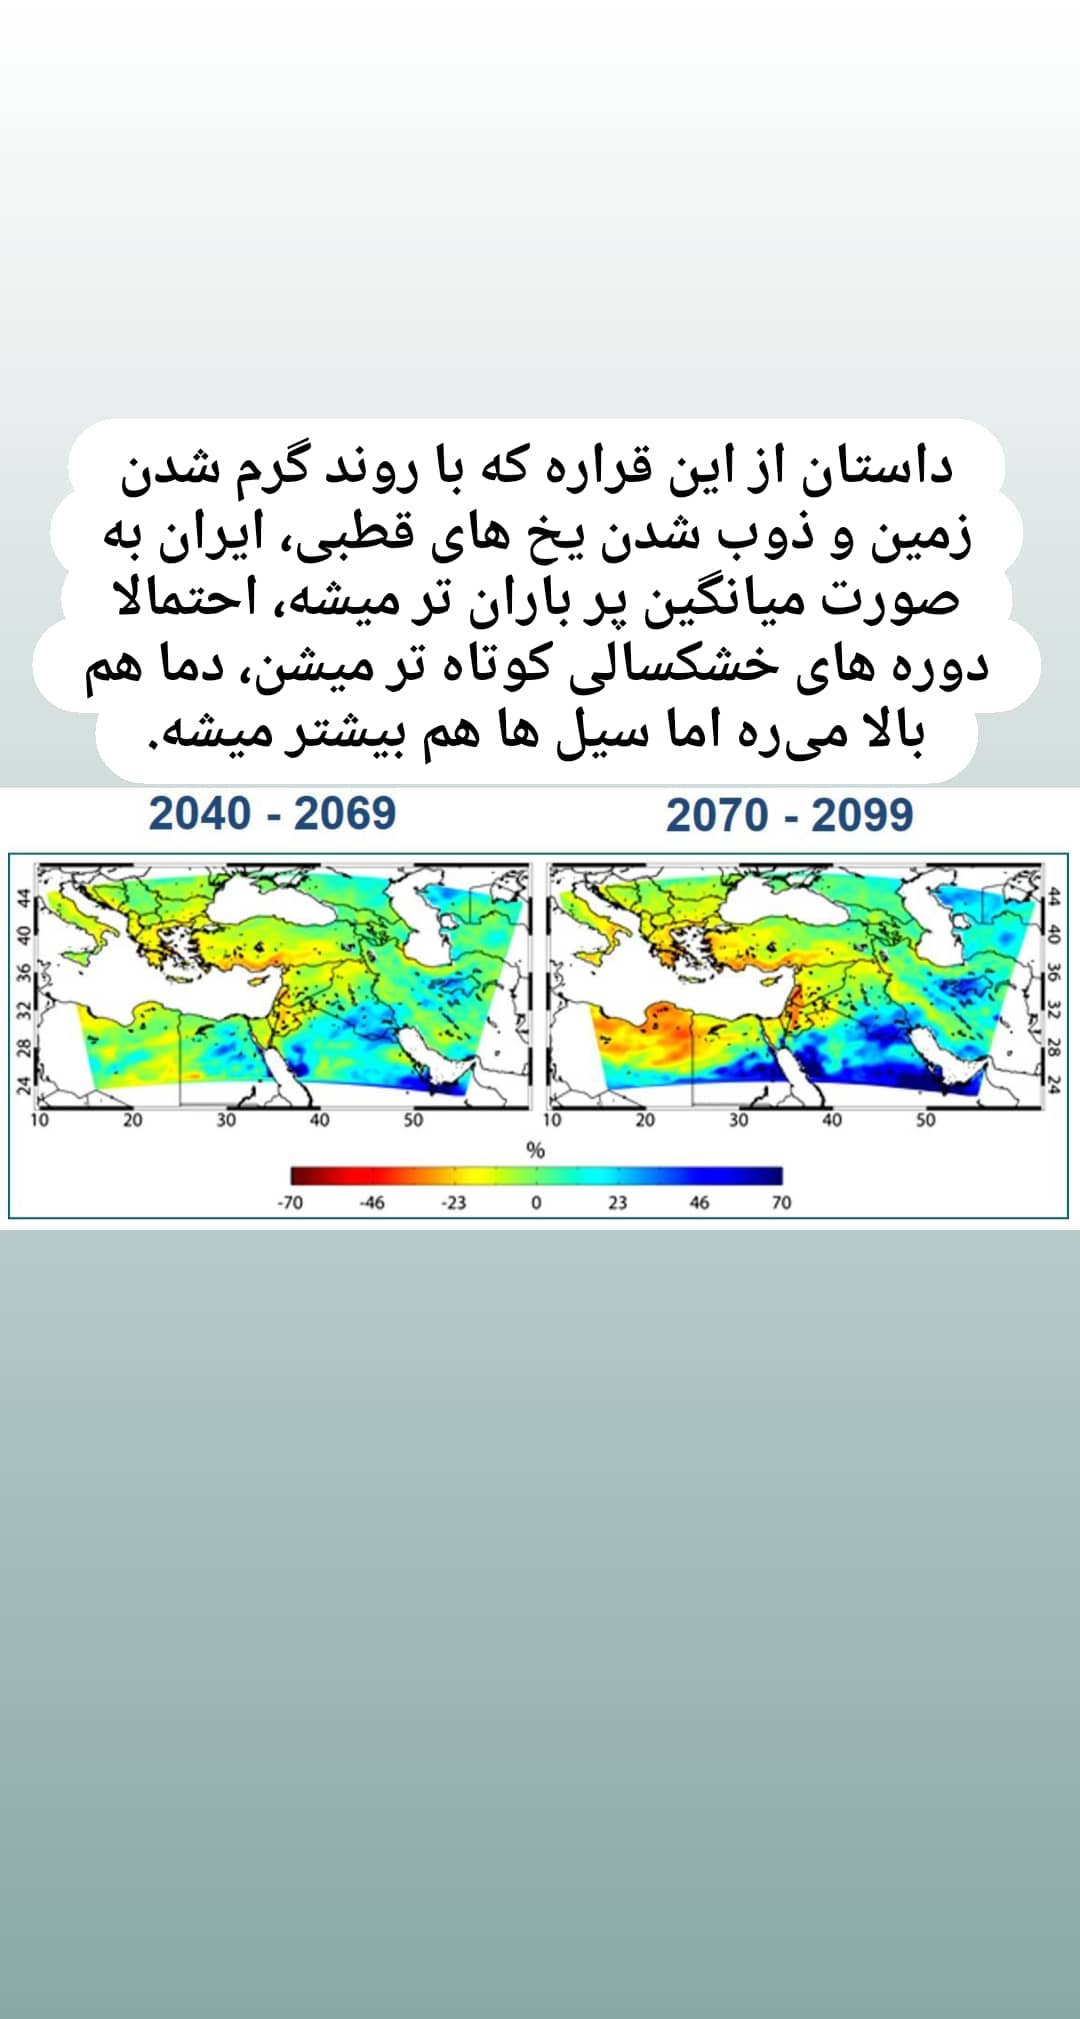 داستان از این قراره که با روند گرم شدن
زمین و ذوب شدن یخ های قطبی، ایران به
صورت میانگین پر باران تر میشه، احتمالا
دوره های خشکسالی کوتاه تر میشن، دما هم
بالا می‌ره اما سیل ها هم بیشتر میشه.
2040 - 2069 2070 - 2099
44 40 36 32 28 24
44 40 36 32 28 24
10 20 30 40 50 10 20 30 40 50
%
-70 -46 -23 0 23 46 70